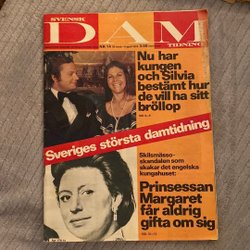 SVENSK
DAM
TIDNING
Nu har
kungen
och Silvia
bestämt hur
de vill ha sitt
bröllop
Sveriges största damtidning
Skilsmässo-
skandalen som
skakar det engelska
kungahuset:
Prinsessan
Margaret
får aldrig
gifta om sig